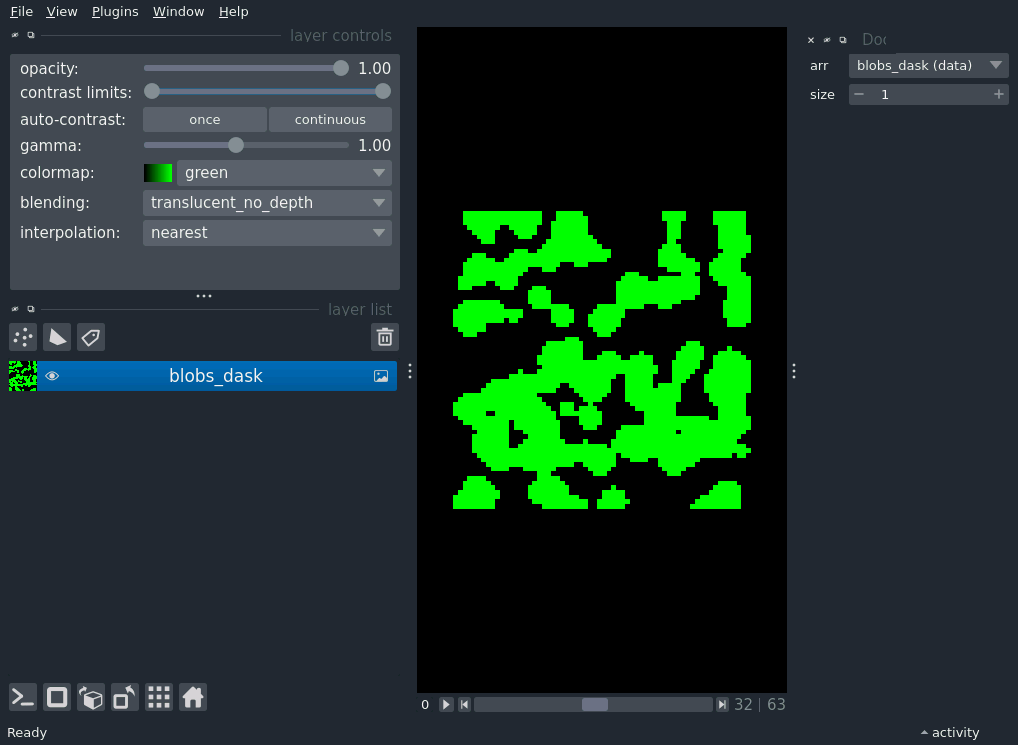 File View Plugins Window Help
layer controls
opacity: 1.00
contrast limits:
auto-contrast: once continuous
gamma: 1.00
colormap: green
blending: translucent_no_depth
interpolation: nearest
layer list
blobs_dask
arr blobs_dask (data)
size 1
0 32 | 63
Ready
activity